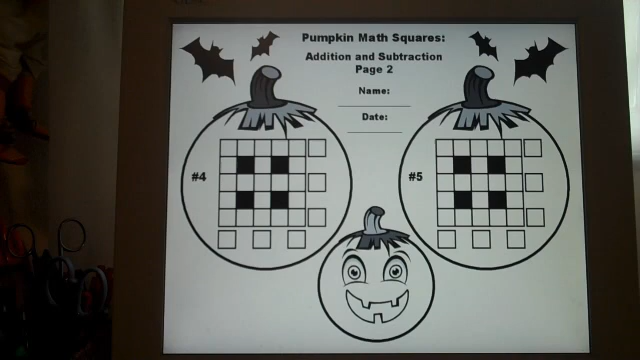 Pumpkin Math Squares:
Addition and Subtraction
Page 2
Name:
Date:
#4
#5